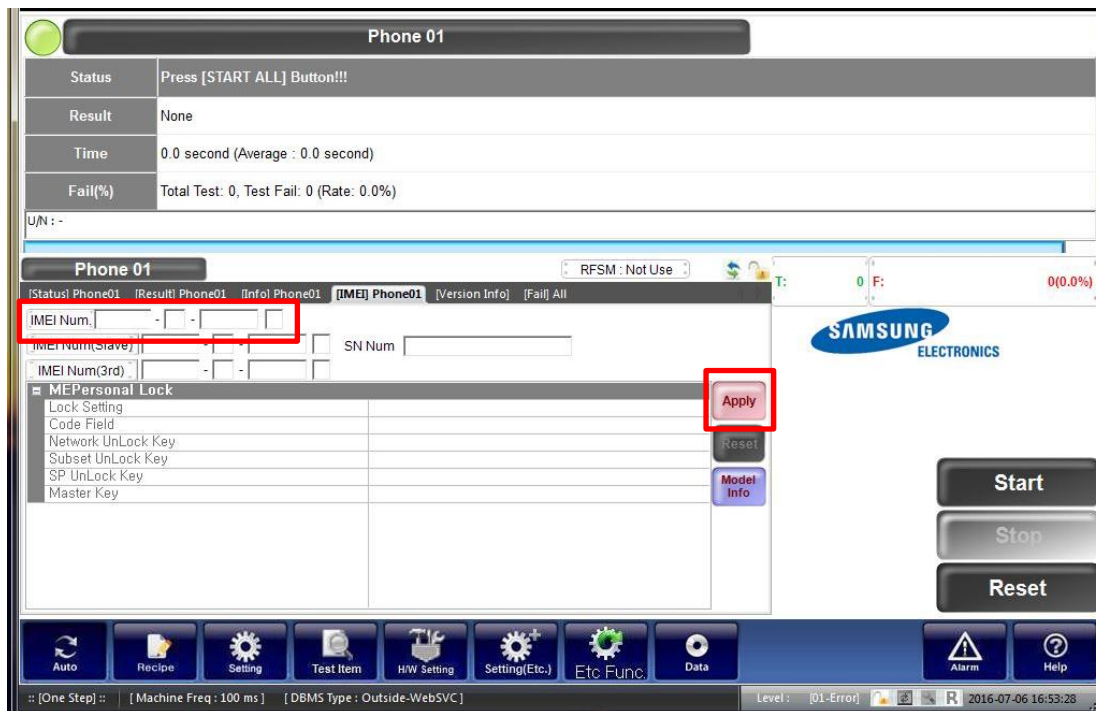 Phone 01
Status Press [START ALL] Button!!!
Result None
Time 0.0 second (Average : 0.0 second)
Fail(%) Total Test: 0, Test Fail: 0 (Rate: 0.0%)
U/N : -
Phone 01 RFSM : Not Use
T: 0 F: 0(0.0%)
[Status] Phone01 [Result] Phone01 [Info] Phone01 [IMEI] Phone01 [Version Info] [Fail] All
IMEI Num. - -
IMEI Num(Slave) - - SN Num
IMEI Num(3rd) - -
SAMSUNG
ELECTRONICS
MEPersonal Lock
Lock Setting
Code Field
Network UnLock Key
Subset UnLock Key
SP UnLock Key
Master Key
Apply
Reset
Model
Info
Start
Stop
Reset
Auto Recipe Setting Test Item H/W Setting Setting(Etc.) Etc Func. Data Alarm Help
:: [One Step] :: [ Machine Freq : 100 ms ] [ DBMS Type : Outside-WebSVC ] Level : [01-Error] R 2016-07-06 16:53:28